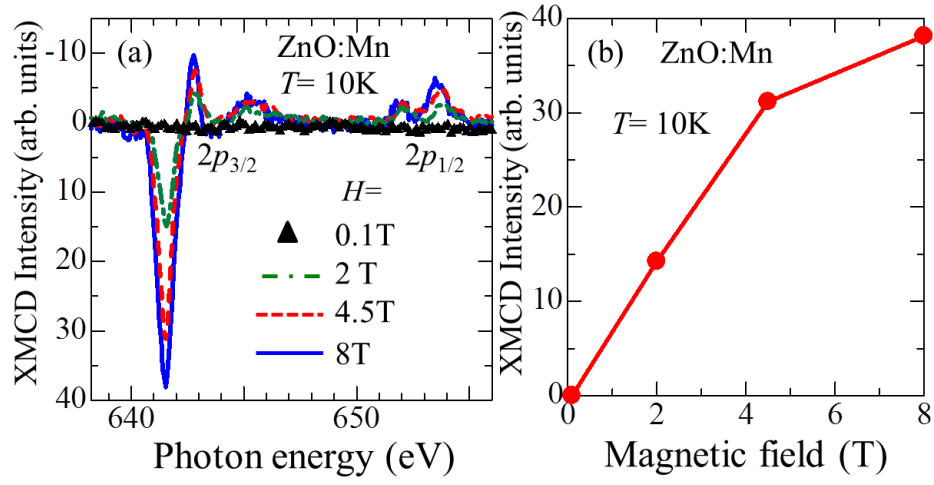 (a)
ZnO:Mn
T= 10K
-10
0
10
20
30
40
XMCD Intensity (arb. units)
2p3/2
2p1/2
H=
0.1T
2 T
4.5T
8T
640
650
Photon energy (eV)
(b)
ZnO:Mn
T= 10K
40
30
20
10
0
XMCD Intensity (arb. units)
0
2
4
6
8
Magnetic field (T)